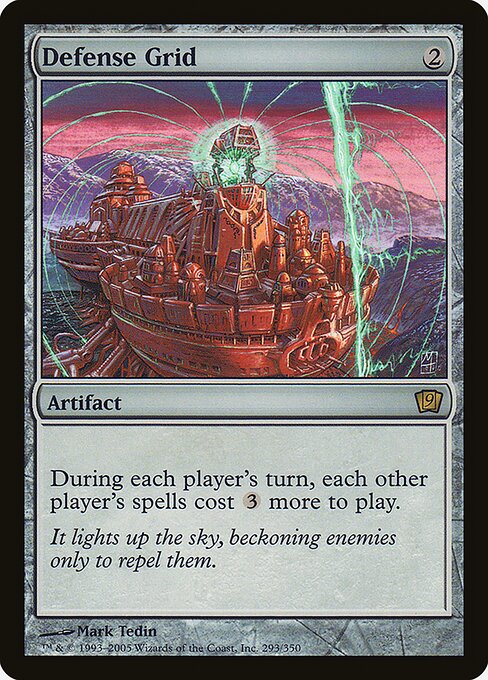 Defense Grid 2
Artifact 9
During each player's turn, each other
player's spells cost 3 more to play.
It lights up the sky, beckoning enemies
only to repel them.
Mark Tedin
™ & © 1993–2005 Wizards of the Coast, Inc. 293/350